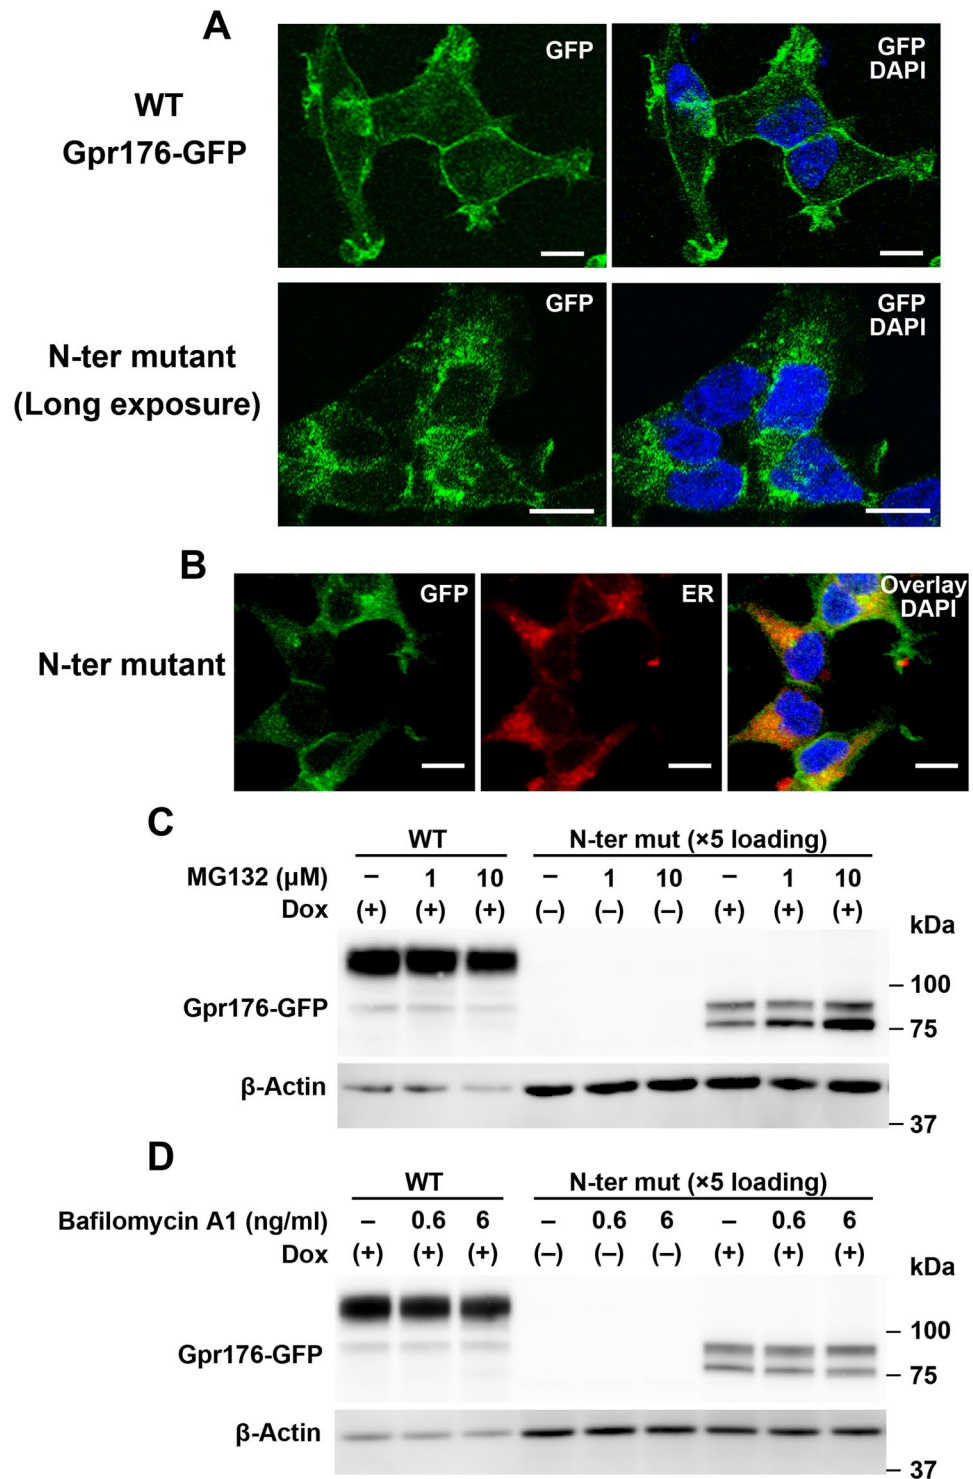 A
WT
Gpr176-GFP
GFP
GFP
DAPI
N-ter mutant
(Long exposure)
GFP
GFP
DAPI
B
N-ter mutant
GFP
ER
Overlay
DAPI
C
WT
N-ter mut (×5 loading)
MG132 (μM) – 1 10 – 1 10 – 1 10
Dox (+) (+) (+) (–) (–) (–) (+) (+) (+)
kDa
– 100
Gpr176-GFP
– 75
β-Actin
– 37
D
WT
N-ter mut (×5 loading)
Bafilomycin A1 (ng/ml) – 0.6 6 – 0.6 6 – 0.6 6
Dox (+) (+) (+) (–) (–) (–) (+) (+) (+)
kDa
– 100
Gpr176-GFP
– 75
β-Actin
– 37